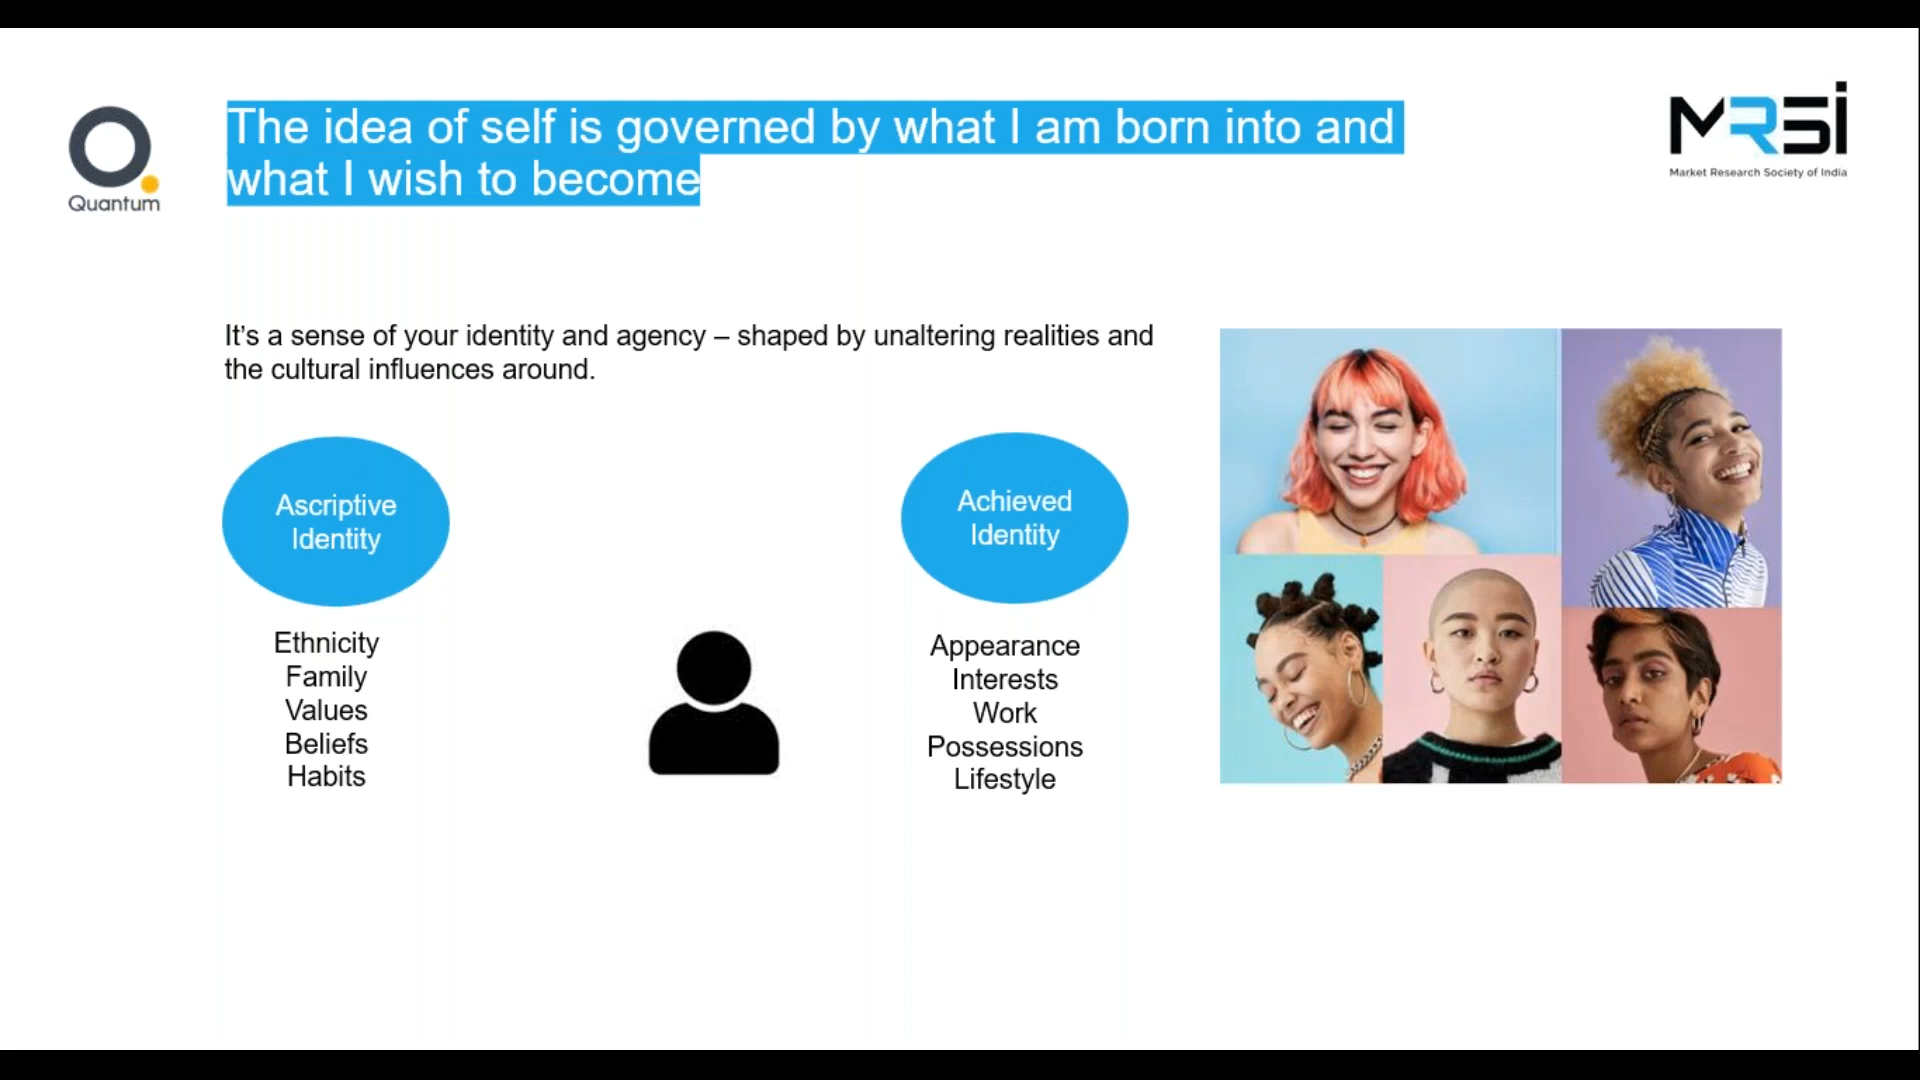 Quantum
The idea of self is governed by what I am born into and
what I wish to become
MRSi
Market Research Society of India
It’s a sense of your identity and agency – shaped by unaltering realities and
the cultural influences around.
Ascriptive
Identity
Ethnicity
Family
Values
Beliefs
Habits
Achieved
Identity
Appearance
Interests
Work
Possessions
Lifestyle